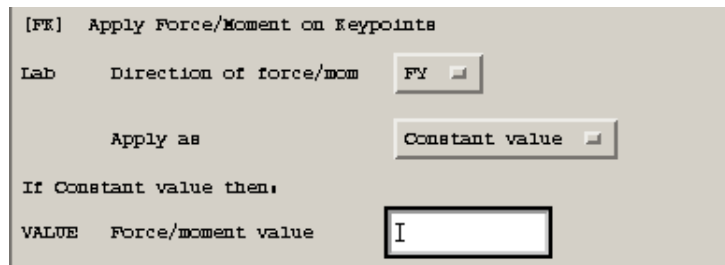 [FK] Apply Force/Moment on Keypoints
Lab Direction of force/mom FY
Apply as Constant value
If Constant value then:
VALUE Force/moment value